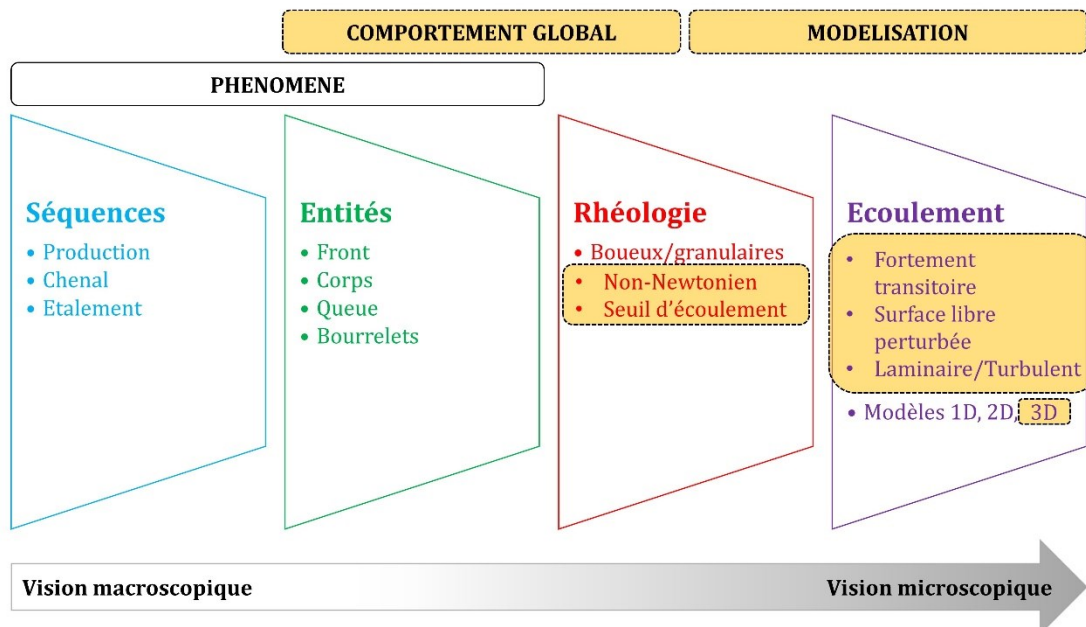 COMPORTEMENT GLOBAL
MODELISATION
PHENOMENE
Séquences
• Production
• Chenal
• Etalement
Entités
• Front
• Corps
• Queue
• Bourrelets
Rhéologie
• Boueux/granulaires
• Non-Newtonien
• Seuil d'écoulement
Ecoulement
• Fortement
transitoire
• Surface libre
perturbée
• Laminaire/Turbulent
• Modèles 1D, 2D, 3D
Vision macroscopique
Vision microscopique